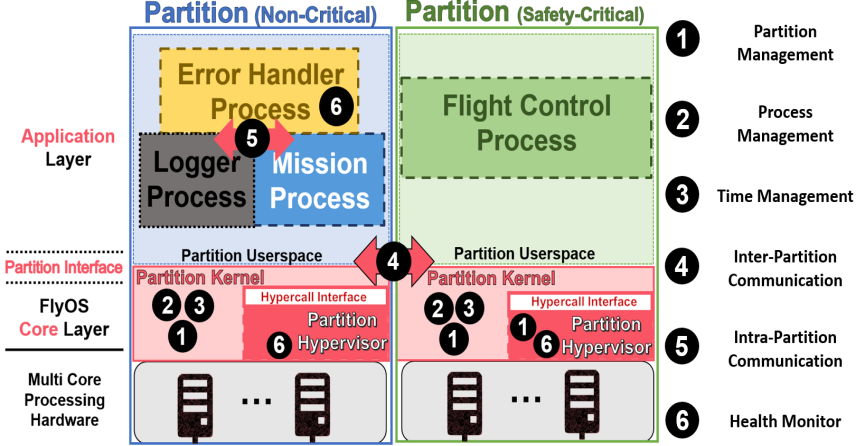 Partition (Non-Critical)
Partition (Safety-Critical)
Error Handler
Process 6
5
Logger
Process
Mission
Process
Flight Control
Process
Application
Layer
Partition Userspace
4
Partition Userspace
Partition Interface
Partition Kernel
2 3
1
Hypercall Interface
Partition
6 Hypervisor
Partition Kernel
2 3
1
Hypercall Interface
1 Partition
6 Hypervisor
FlyOS
Core Layer
Multi Core
Processing
Hardware
...
...
1 Partition
Management
2 Process
Management
3 Time Management
4 Inter-Partition
Communication
5 Intra-Partition
Communication
6 Health Monitor